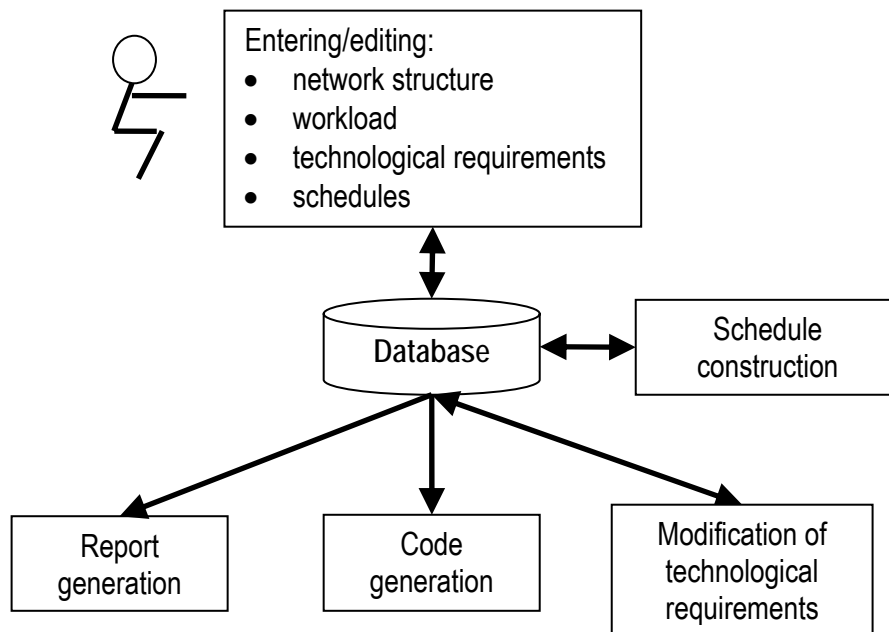 Entering/editing:
• network structure
• workload
• technological requirements
• schedules
Database
Schedule
construction
Report
generation
Code
generation
Modification of
technological
requirements